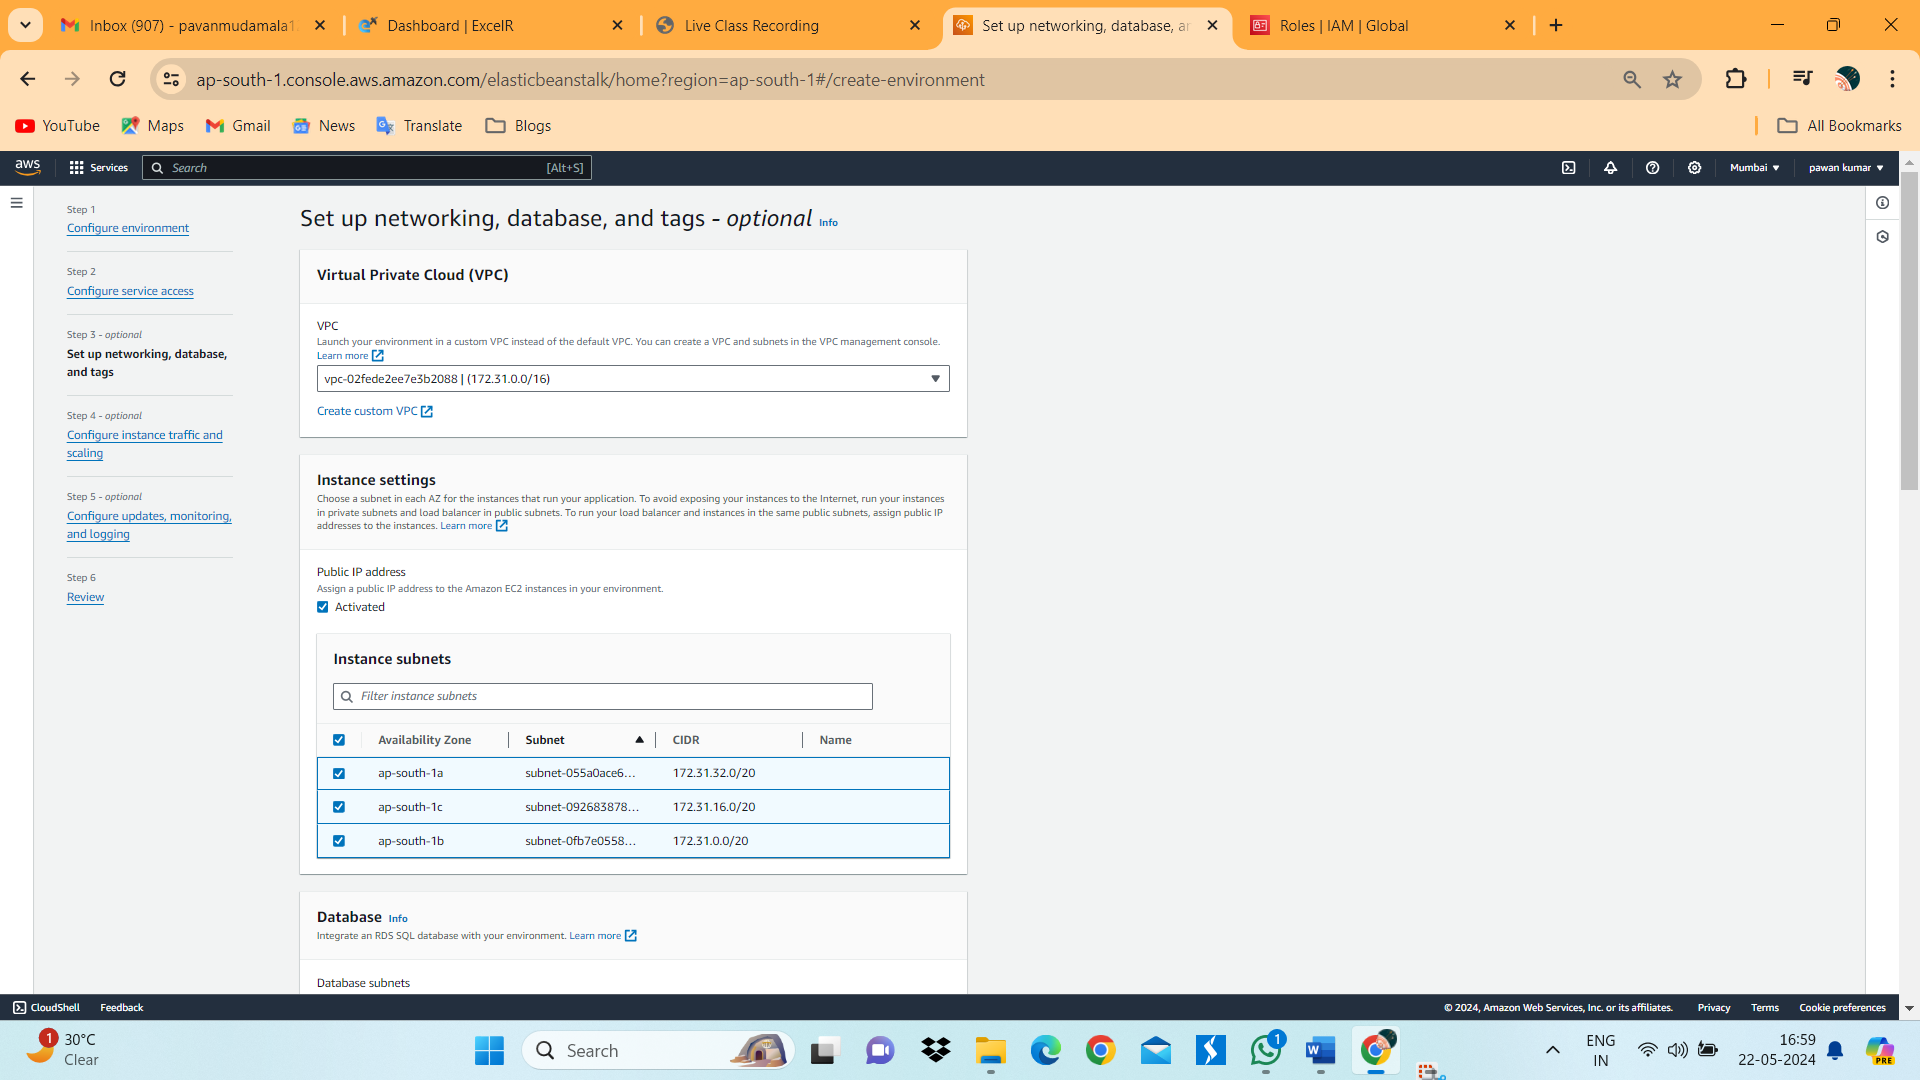 Inbox (907) - pavanmudamala1
Dashboard | ExcelR
Live Class Recording
Set up networking, database, ar
Roles | IAM | Global
ap-south-1.console.aws.amazon.com/elasticbeanstalk/home?region=ap-south-1#/create-environment
YouTube
Maps
Gmail
News
Translate
Blogs
All Bookmarks
aws
Services
Search
[Alt+S]
Mumbai
pawan kumar
Step 1
Configure environment
Step 2
Configure service access
Step 3 - optional
Set up networking, database,
and tags
Step 4 - optional
Configure instance traffic and
scaling
Step 5 - optional
Configure updates, monitoring,
and logging
Step 6
Review
Set up networking, database, and tags - optional Info
Virtual Private Cloud (VPC)
VPC
Launch your environment in a custom VPC instead of the default VPC. You can create a VPC and subnets in the VPC management console.
Learn more
vpc-02fede2ee7e3b2088 | (172.31.0.0/16)
Create custom VPC
Instance settings
Choose a subnet in each AZ for the instances that run your application. To avoid exposing your instances to the Internet, run your instances
in private subnets and load balancer in public subnets. To run your load balancer and instances in the same public subnets, assign public IP
addresses to the instances. Learn more
Public IP address
Assign a public IP address to the Amazon EC2 instances in your environment.
Activated
Instance subnets
Filter instance subnets
Availability Zone Subnet CIDR Name
ap-south-1a subnet-055a0ace6... 172.31.32.0/20
ap-south-1c subnet-092683878... 172.31.16.0/20
ap-south-1b subnet-0fb7e0558... 172.31.0.0/20
Database Info
Integrate an RDS SQL database with your environment. Learn more
Database subnets
CloudShell
Feedback
© 2024, Amazon Web Services, Inc. or its affiliates.
Privacy
Terms
Cookie preferences
1
30°C
Clear
Search
1
W
PRE
ENG
IN
16:59
22-05-2024